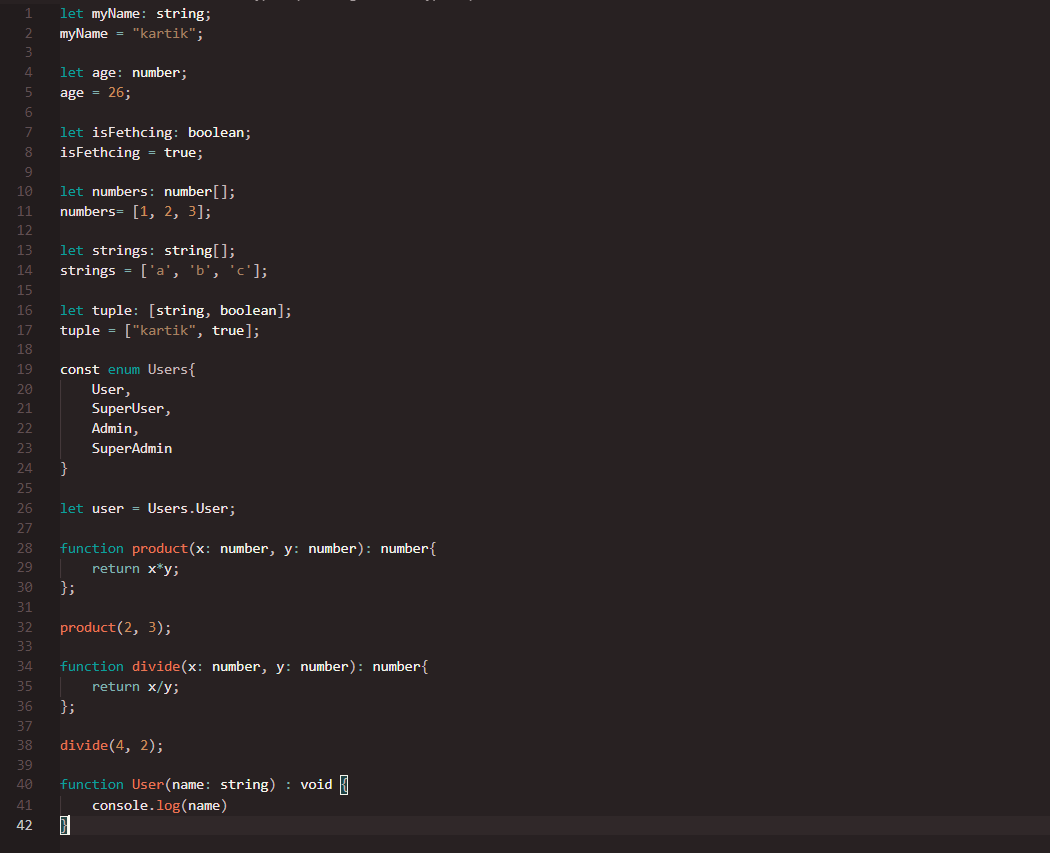 1 let myName: string;
2 myName = "kartik";
3
4 let age: number;
5 age = 26;
6
7 let isFethcing: boolean;
8 isFethcing = true;
9
10 let numbers: number[];
11 numbers= [1, 2, 3];
12
13 let strings: string[];
14 strings = ['a', 'b', 'c'];
15
16 let tuple: [string, boolean];
17 tuple = ["kartik", true];
18
19 const enum Users{
20     User,
21     SuperUser,
22     Admin,
23     SuperAdmin
24 }
25
26 let user = Users.User;
27
28 function product(x: number, y: number): number{
29     return x*y;
30 };
31
32 product(2, 3);
33
34 function divide(x: number, y: number): number{
35     return x/y;
36 };
37
38 divide(4, 2);
39
40 function User(name: string) : void {
41     console.log(name)
42 }